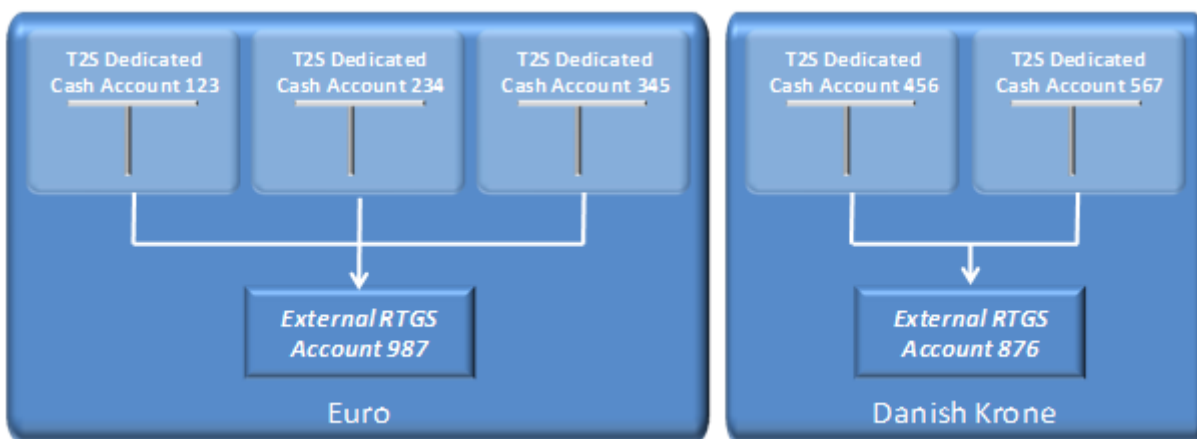 T2S Dedicated
Cash Account 123
T2S Dedicated
Cash Account 234
T2S Dedicated
Cash Account 345
External RTGS
Account 987
Euro
T2S Dedicated
Cash Account 456
T2S Dedicated
Cash Account 567
External RTGS
Account 876
Danish Krone